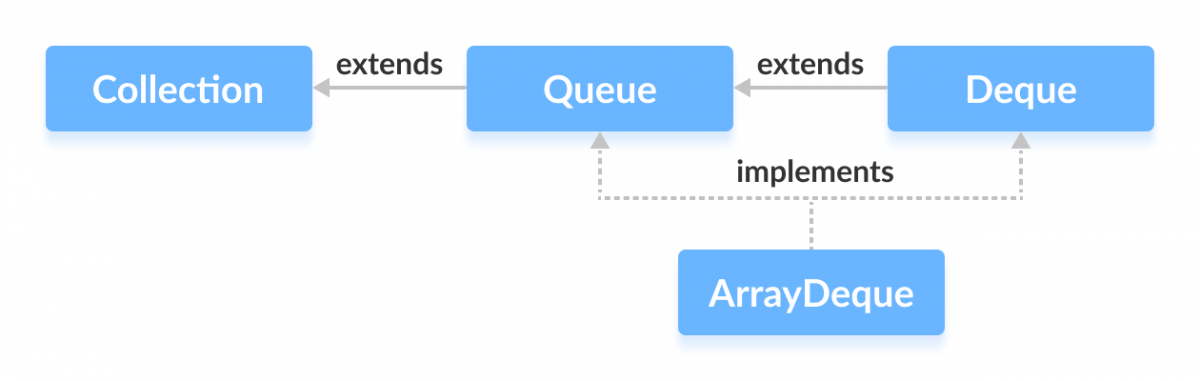 extends
extends
Collection
Queue
Deque
implements
ArrayDeque